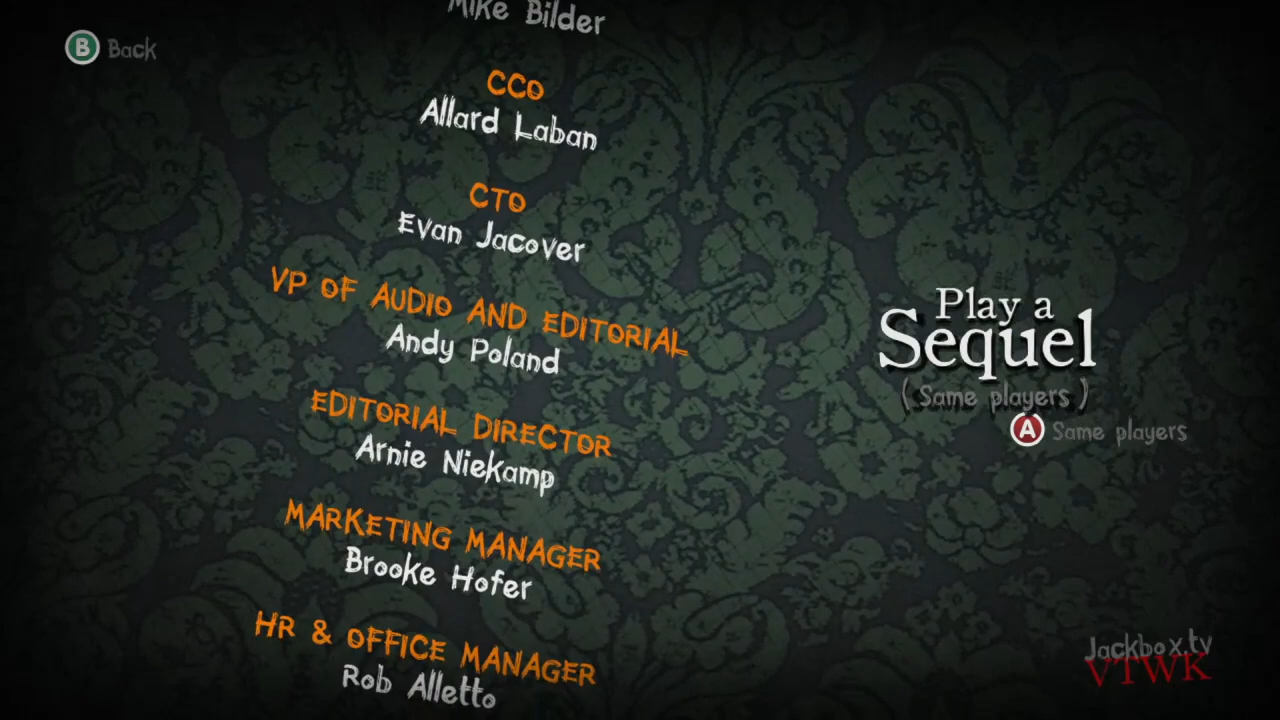 Mike Bilder
B Back
CCO
Allard Laban
CTO
Evan Jacover
VP OF AUDIO AND EDITORIAL
Andy Poland
EDITORIAL DIRECTOR
Arnie Niekamp
MARKETING MANAGER
Brooke Hofer
HR & OFFICE MANAGER
Rob Alletto
Play a
Sequel
(Same players)
A Same players
Jackbox.tv
VTWK